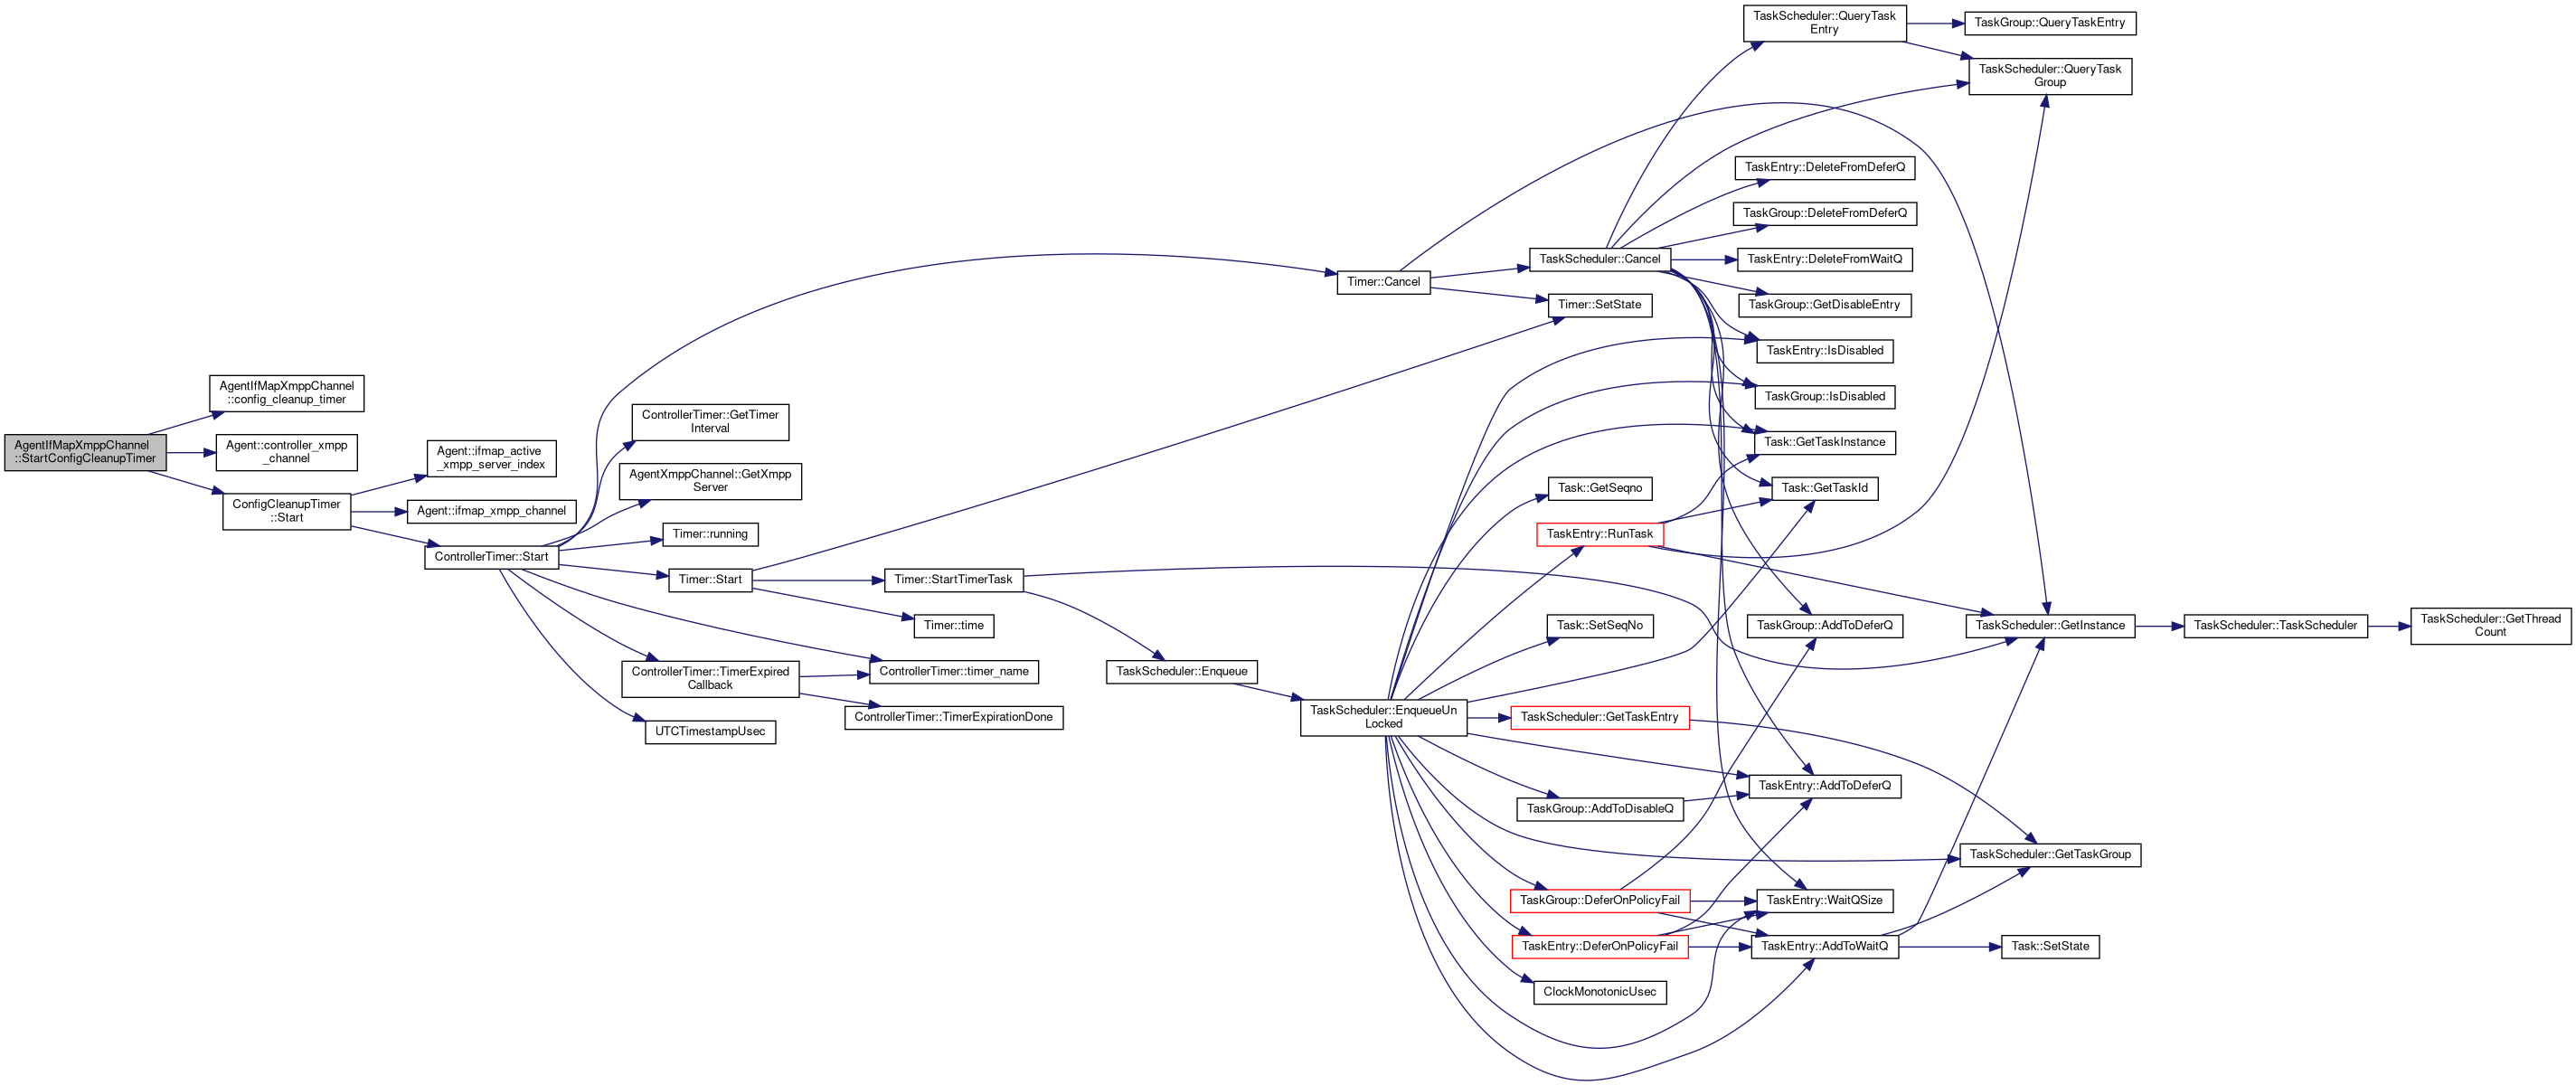 AgentIfMapXmppChannel
::StartConfigCleanupTimer
AgentIfMapXmppChannel
::config_cleanup_timer
Agent::controller_xmpp
_channel
ConfigCleanupTimer
::Start
Agent::ifmap_active
_xmpp_server_index
Agent::ifmap_xmpp_channel
ControllerTimer::Start
ControllerTimer::GetTimer
Interval
AgentXmppChannel::GetXmpp
Server
Timer::running
Timer::Start
ControllerTimer::TimerExpired
Callback
UTCTimestampUsec
Timer::StartTimerTask
Timer::time
ControllerTimer::timer_name
ControllerTimer::TimerExpirationDone
TaskScheduler::Enqueue
Timer::Cancel
TaskScheduler::EnqueueUn
Locked
TaskScheduler::Cancel
Timer::SetState
Task::GetSeqno
TaskEntry::RunTask
Task::SetSeqNo
TaskScheduler::GetTaskEntry
TaskGroup::AddToDisableQ
TaskGroup::DeferOnPolicyFail
TaskEntry::DeferOnPolicyFail
ClockMonotonicUsec
TaskScheduler::QueryTask
Entry
TaskEntry::DeleteFromDeferQ
TaskGroup::DeleteFromDeferQ
TaskEntry::DeleteFromWaitQ
TaskGroup::GetDisableEntry
TaskEntry::IsDisabled
TaskGroup::IsDisabled
Task::GetTaskInstance
Task::GetTaskId
TaskGroup::AddToDeferQ
TaskEntry::AddToDeferQ
TaskEntry::WaitQSize
TaskEntry::AddToWaitQ
TaskGroup::QueryTaskEntry
TaskScheduler::QueryTask
Group
TaskScheduler::GetInstance
TaskScheduler::GetTaskGroup
Task::SetState
TaskScheduler::TaskScheduler
TaskScheduler::GetThread
Count